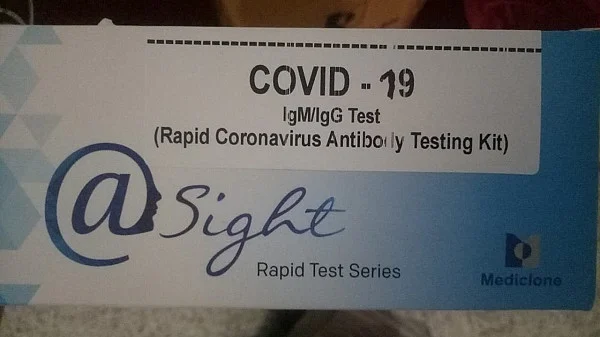 COVID - 19
IgM/IgG Test
(Rapid Coronavirus Antibody Testing Kit)
@Sight
Rapid Test Series
Mediclone